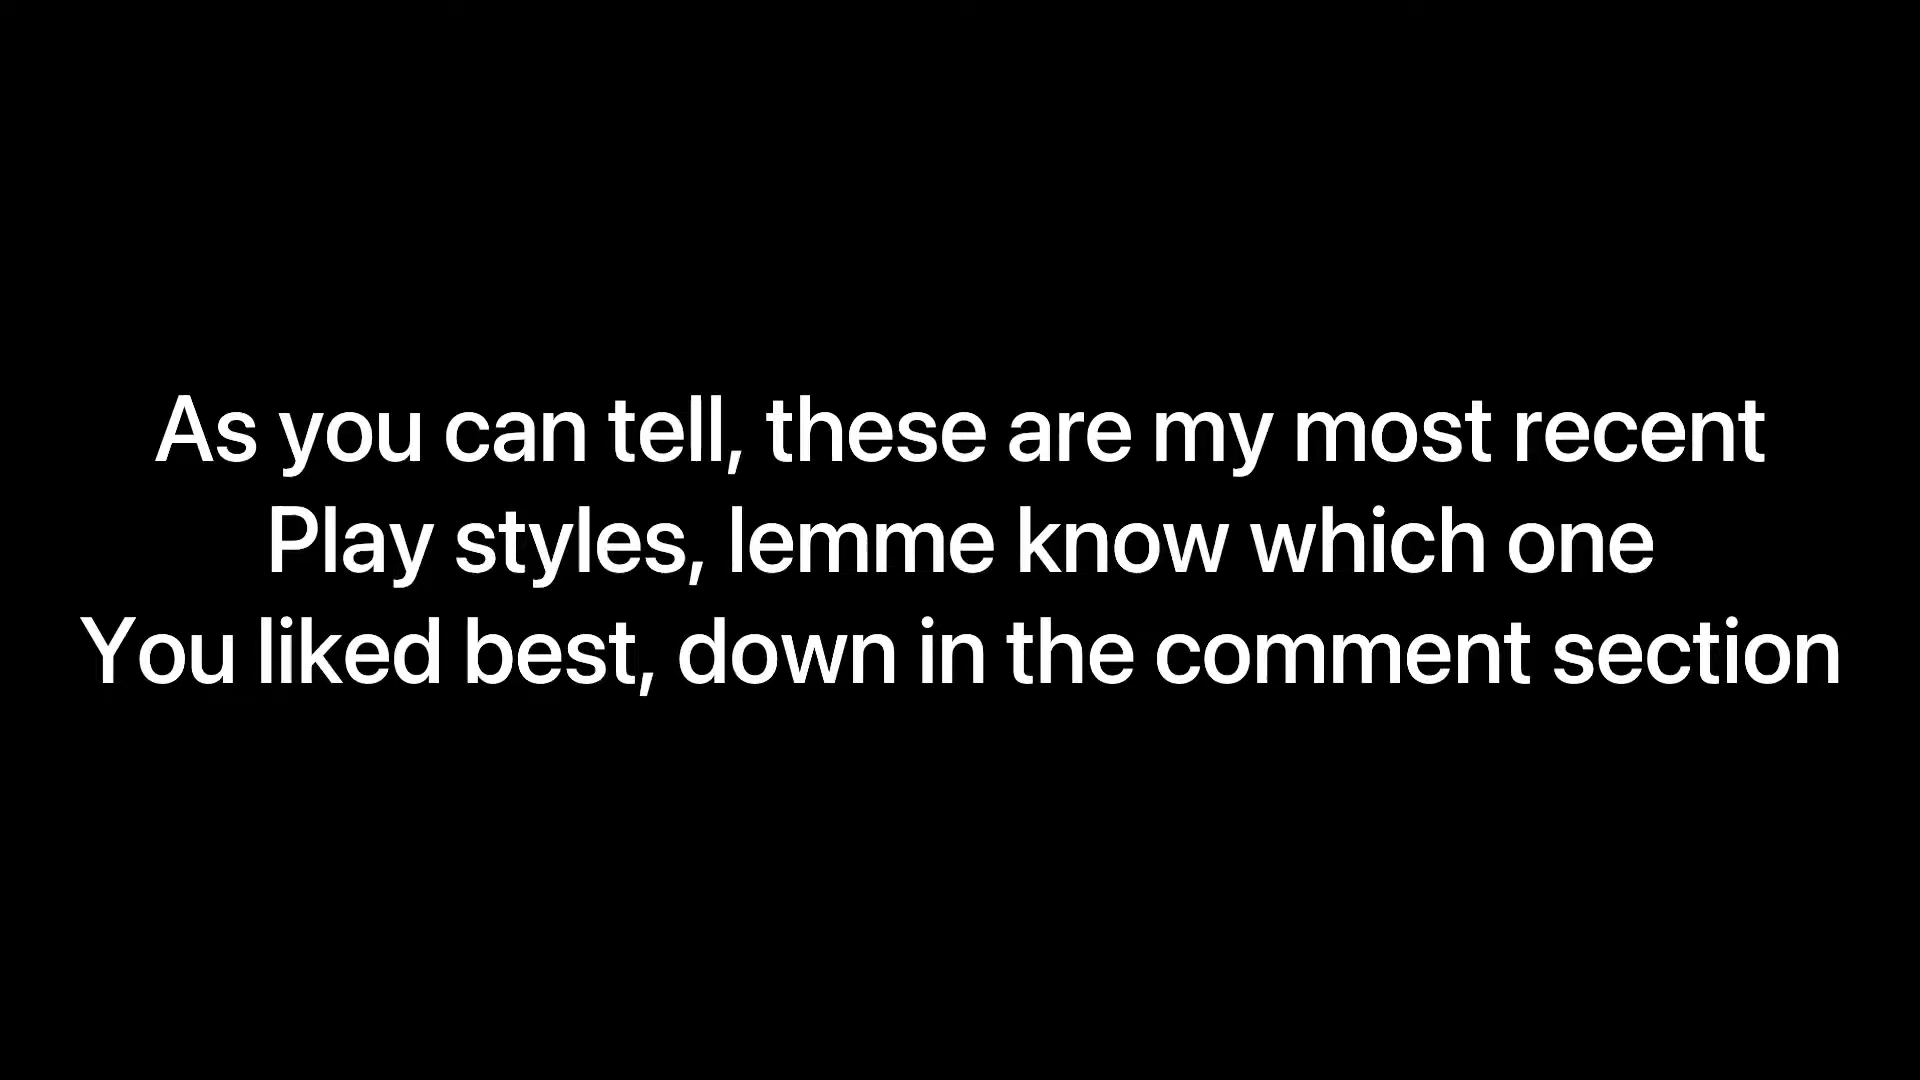 As you can tell, these are my most recent
Play styles, lemme know which one
You liked best, down in the comment section